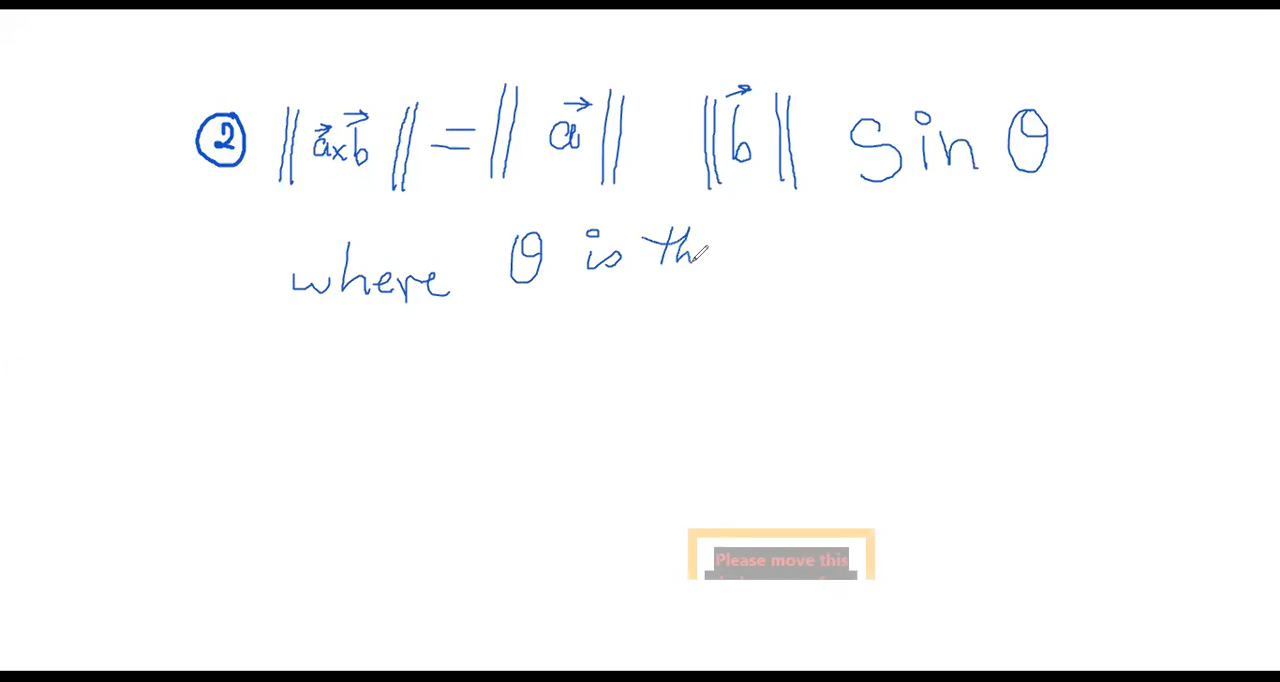 ② ||a⃗×b⃗|| = ||a⃗|| ||b⃗|| Sin θ
where θ is th
Please move this